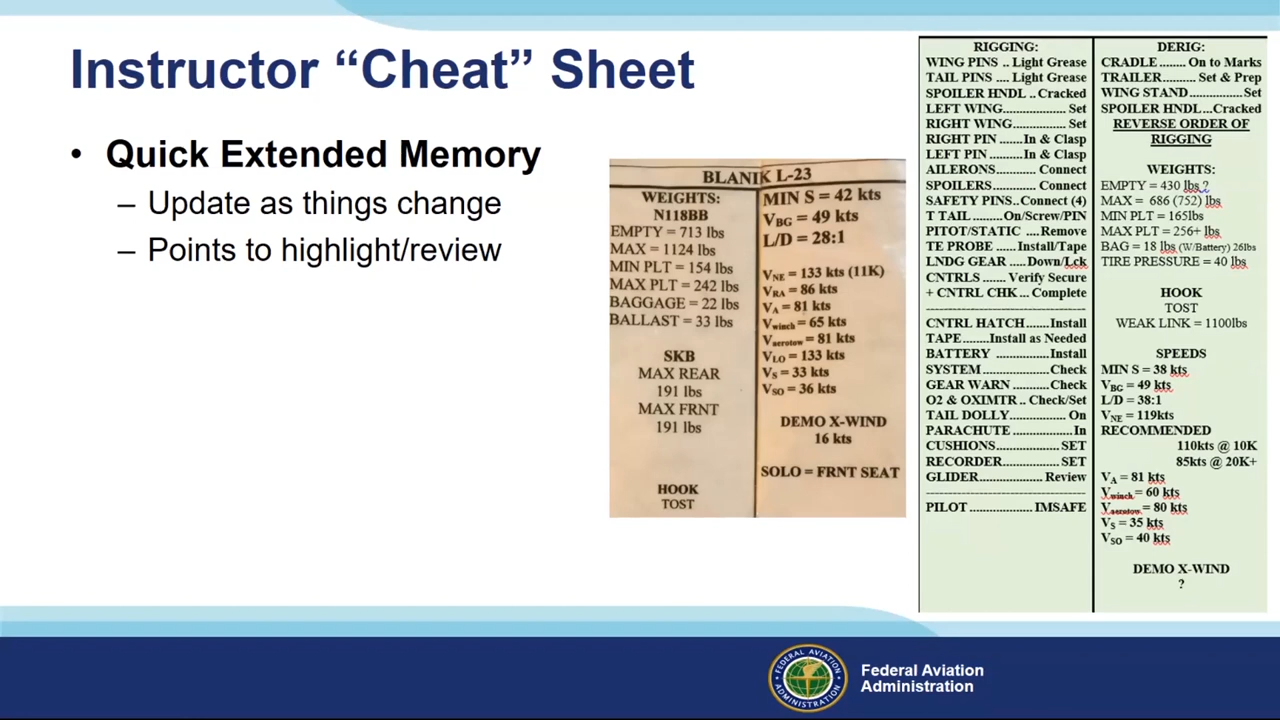 Instructor “Cheat” Sheet
• Quick Extended Memory
– Update as things change
– Points to highlight/review
BLANIK L-23
WEIGHTS:
N118BB
EMPTY = 713 lbs
MAX = 1124 lbs
MIN PLT = 154 lbs
MAX PLT = 242 lbs
BAGGAGE = 22 lbs
BALLAST = 33 lbs
SKB
MAX REAR
191 lbs
MAX FRNT
191 lbs
HOOK
TOST
MIN S = 42 kts
VBG = 49 kts
L/D = 28:1
VNE = 133 kts (11K)
VRA = 86 kts
VA = 81 kts
Vwinch = 65 kts
Vaerotow = 81 kts
VLO = 133 kts
VS = 33 kts
VSO = 36 kts
DEMO X-WIND
16 kts
SOLO = FRNT SEAT
RIGGING:
WING PINS .. Light Grease
TAIL PINS .... Light Grease
SPOILER HNDL .. Cracked
LEFT WING..................... Set
RIGHT WING................... Set
RIGHT PIN ..........In & Clasp
LEFT PIN ............In & Clasp
AILERONS............. Connect
SPOILERS .............. Connect
SAFETY PINS..Connect (4)
T TAIL .......On/Screw/PIN
PITOT/STATIC ....Remove
TE PROBE ..... Install/Tape
LNDG GEAR .....Down/Lck
CNTRLS ...... Verify Secure
+ CNTRL CHK ... Complete
CNTRL HATCH .......Install
TAPE.......Install as Needed
BATTERY ................Install
SYSTEM .....................Check
GEAR WARN ............Check
O2 & OXIMTR .. Check/Set
TAIL DOLLY.................. On
PARACHUTE .................In
CUSHIONS................... SET
RECORDER.................. SET
GLIDER.................... Review
PILOT .................... IMSAFE
DERIG:
CRADLE ........ On to Marks
TRAILER.......... Set & Prep
WING STAND................Set
SPOILER HNDL...Cracked
REVERSE ORDER OF
RIGGING
WEIGHTS:
EMPTY = 430 lbs ?
MAX = 686 (752) lbs
MIN PLT = 165lbs
MAX PLT = 256+ lbs
BAG = 18 lbs (W/Battery) 26lbs
TIRE PRESSURE = 40 lbs
HOOK
TOST
WEAK LINK = 1100lbs
SPEEDS
MIN S = 38 kts
VBG = 49 kts
L/D = 38:1
VNE = 119kts
RECOMMENDED
110kts @ 10K
85kts @ 20K+
VA = 81 kts
Vwinch = 60 kts
Vaerotow = 80 kts
VS = 35 kts
VSO = 40 kts
DEMO X-WIND
?
FEDERAL AVIATION
ADMINISTRATION
Federal Aviation
Administration